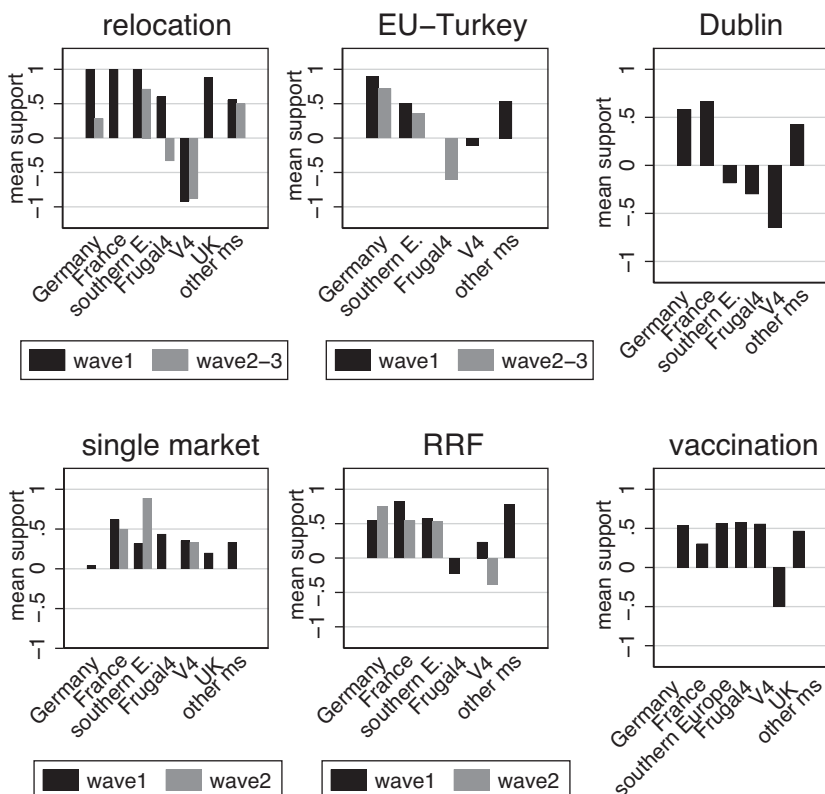 relocation
mean support
1
.5
0
-.5
-1
Germany
France
southern E.
Frugal4
V4
UK
other ms
wave1
wave2-3
EU-Turkey
mean support
1
.5
0
-.5
-1
Germany
southern E.
Frugal4
V4
other ms
wave1
wave2-3
Dublin
mean support
1
.5
0
-.5
-1
Germany
France
southern E.
Frugal4
V4
other ms
single market
mean support
1
.5
0
-.5
-1
Germany
France
southern E.
Frugal4
V4
UK
other ms
wave1
wave2
RRF
mean support
1
.5
0
-.5
-1
Germany
France
southern E.
Frugal4
V4
other ms
wave1
wave2
vaccination
mean support
1
.5
0
-.5
-1
Germany
France
southern Europe
Frugal4
V4
UK
other ms